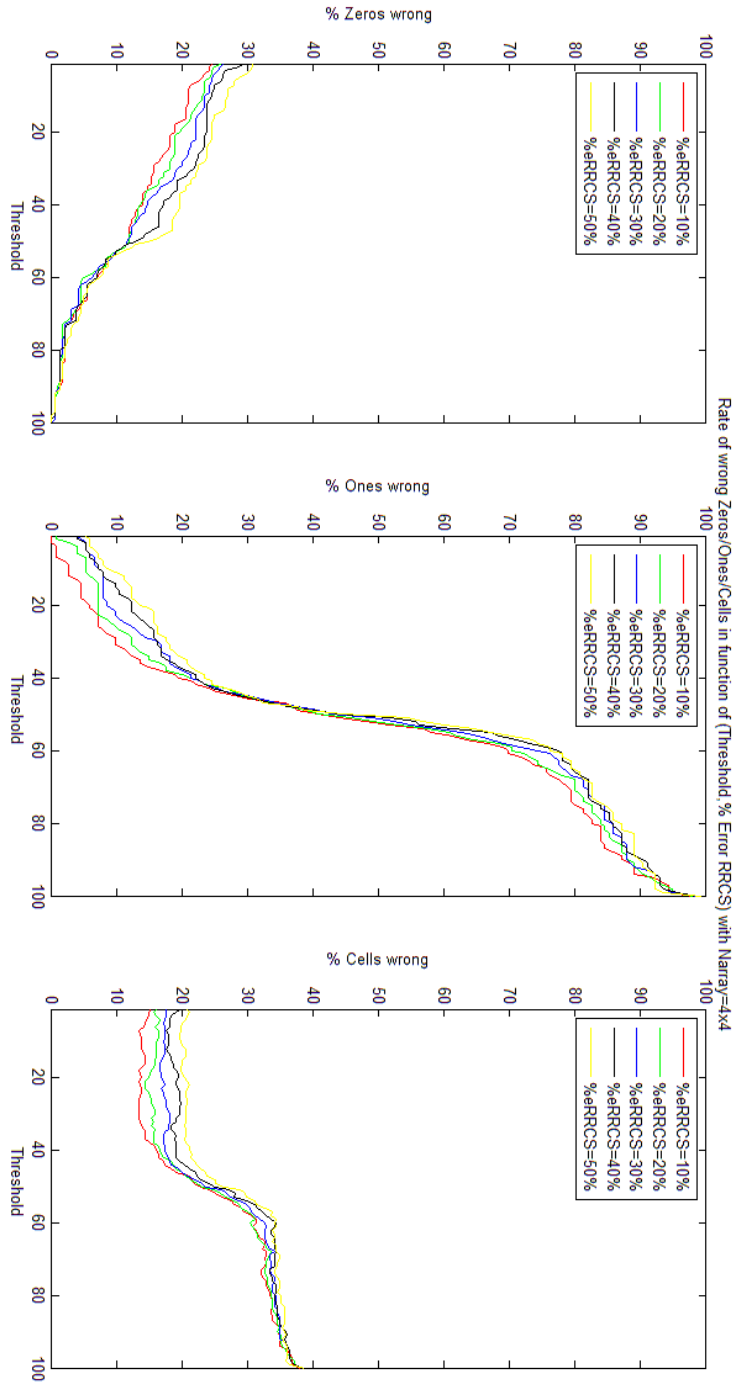 Rate of wrong Zeros/Ones/Cells in function of (Threshold,% Error RRCS) with Narray=4x4
% Zeros wrong
0 10 20 30 40 50 60 70 80 90 100
20 40 60 80 100
Threshold
%eRRCS=10%
%eRRCS=20%
%eRRCS=30%
%eRRCS=40%
%eRRCS=50%
% Ones wrong
0 10 20 30 40 50 60 70 80 90 100
20 40 60 80 100
Threshold
%eRRCS=10%
%eRRCS=20%
%eRRCS=30%
%eRRCS=40%
%eRRCS=50%
% Cells wrong
0 10 20 30 40 50 60 70 80 90 100
20 40 60 80 100
Threshold
%eRRCS=10%
%eRRCS=20%
%eRRCS=30%
%eRRCS=40%
%eRRCS=50%